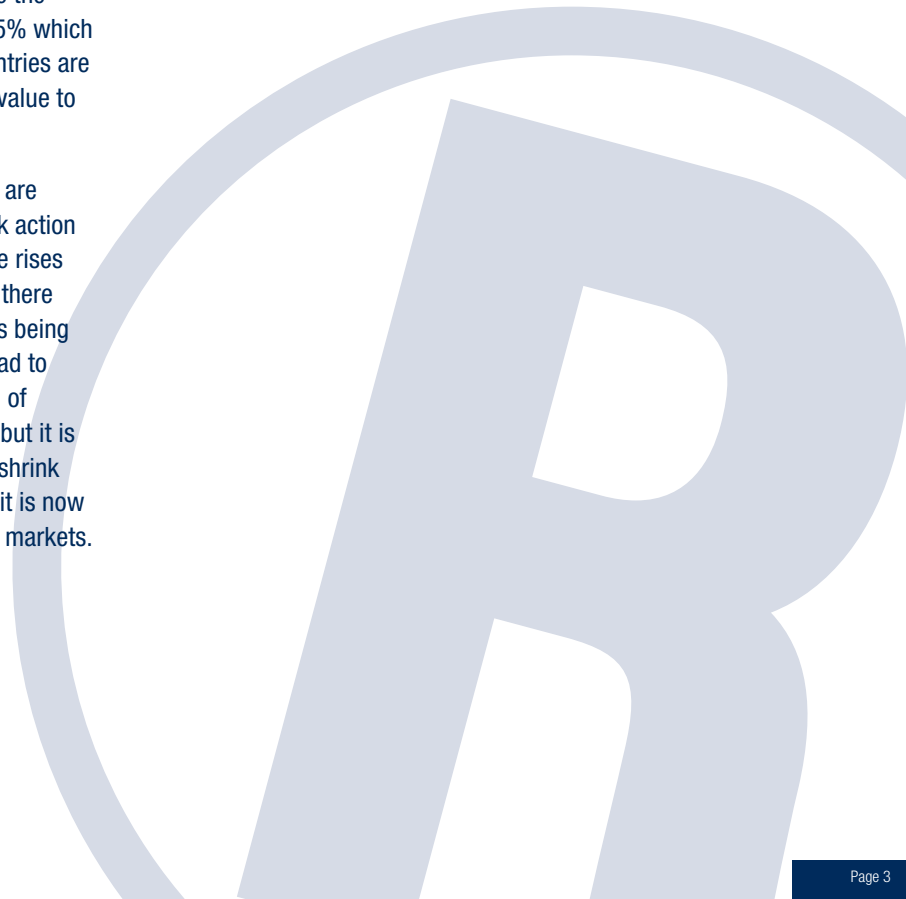 5% which
ntries are
value to
are
k action
e rises
there
s being
ad to
of
but it is
shrink
it is now
markets.
R
Page 3